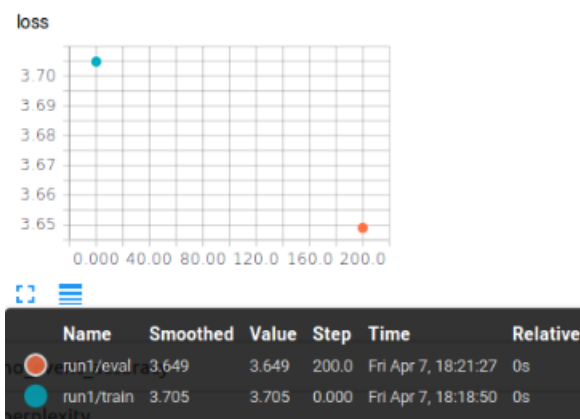 loss
3.70
3.69
3.68
3.67
3.66
3.65
0.000 40.00 80.00 120.0 160.0 200.0
Name Smoothed Value Step Time Relative
run1/eval 3.649 3.649 200.0 Fri Apr 7, 18:21:27 0s
run1/train 3.705 3.705 0.000 Fri Apr 7, 18:18:50 0s
perplexity